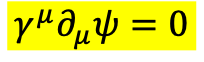 γ^μ ∂_μ ψ = 0